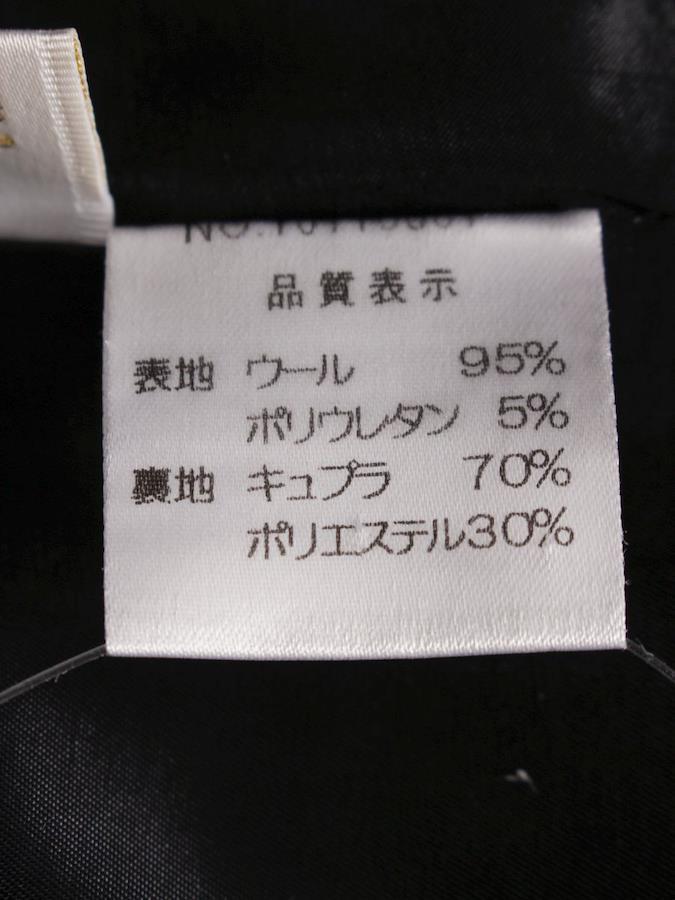 品質表示
表地 ウール 95%
ポリウレタン 5%
裏地 キュプラ 70%
ポリエステル30%